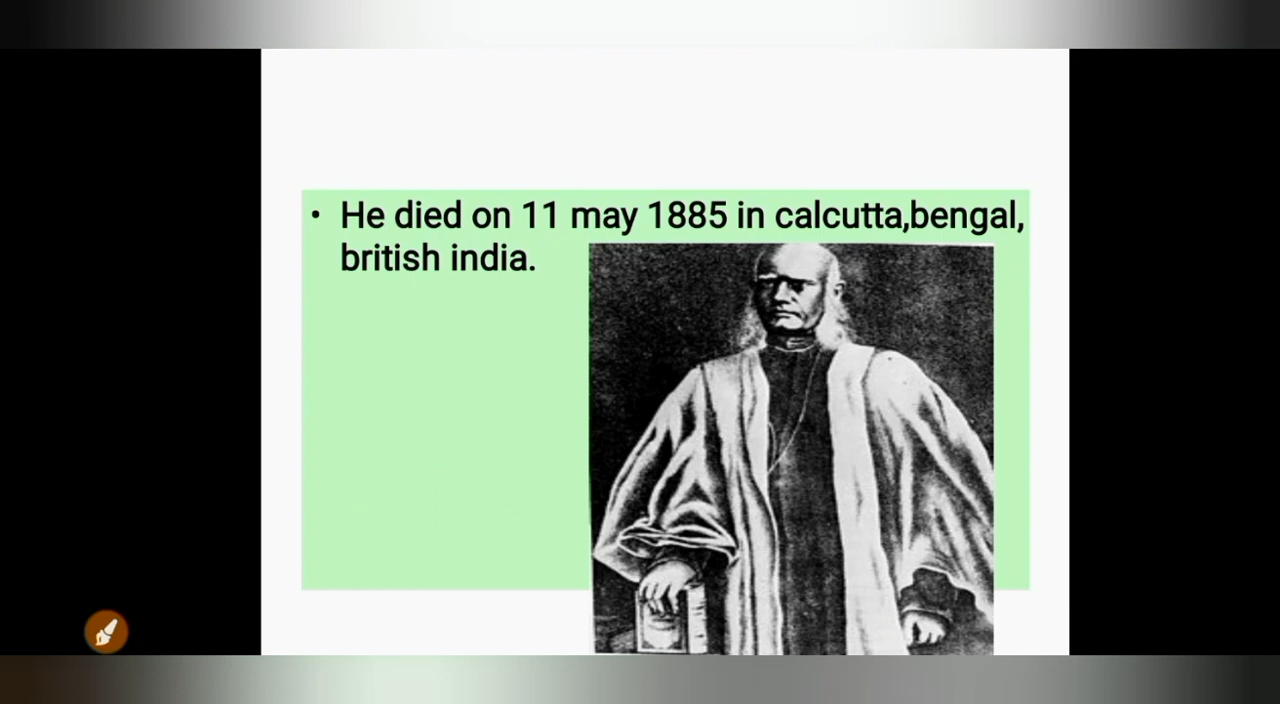 • He died on 11 may 1885 in calcutta,bengal,
british india.